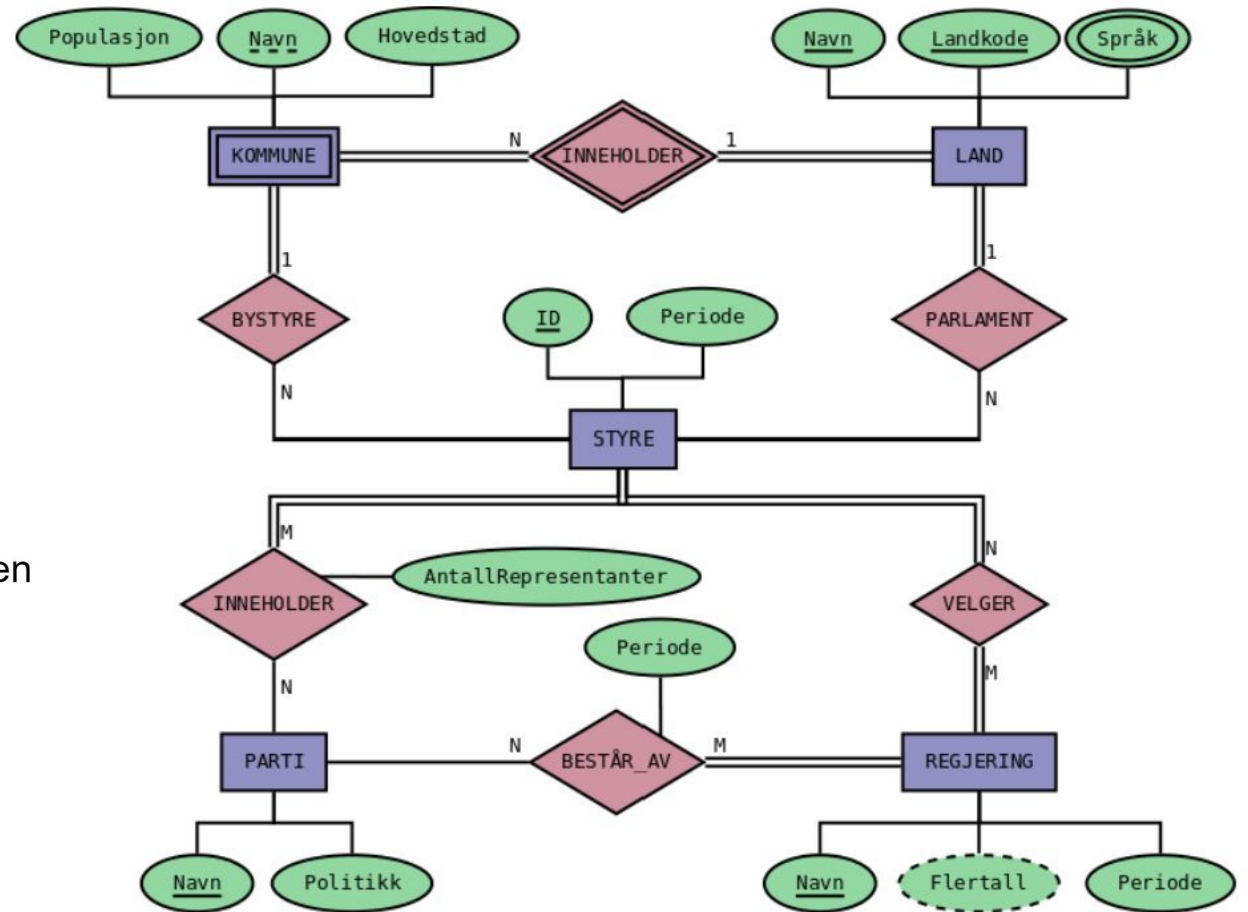 Populasjon
Navn
Hovedstad
Navn
Landkode
Språk
KOMMUNE
N
INNEHOLDER
1
LAND
1
1
BYSTYRE
ID
Periode
PARLAMENT
N
N
STYRE
M
N
en
AntallRepresentanter
INNEHOLDER
VELGER
Periode
N
M
PARTI
N
BESTÅR_AV
M
REGJERING
Navn
Politikk
Navn
Flertall
Periode